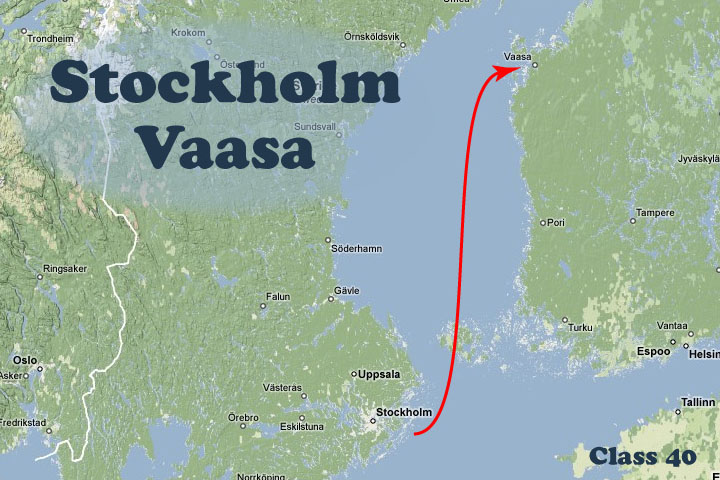 Stockholm
Vaasa
Trondheim
Krokom
Östersund
Örnsköldsvik
Vaasa
Sundsvall
Jyväskylä
Pori
Tampere
Söderhamn
Ringsaker
Gävle
Falun
Turku
Vantaa
Espoo
Helsin
Oslo
Asker
Uppsala
Västerås
Stockholm
Tallinn
Fredrikstad
Örebro
Eskilstuna
Norrköping
Class 40